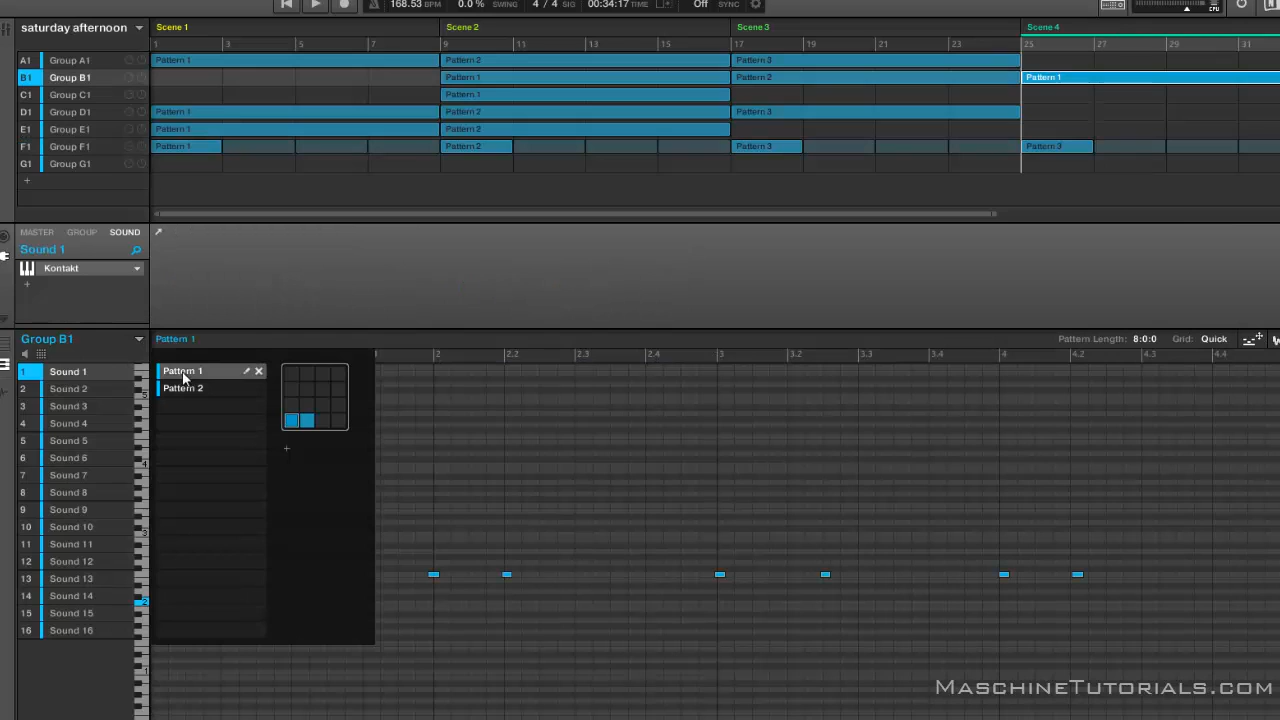 168.53 BPM 0.0 % SWING 4 / 4 SIG 00:34:17 TIME Off SYNC CPU
saturday afternoon Scene 1 Scene 2 Scene 3 Scene 4
1 3 5 7 9 11 13 15 17 19 21 23 25 27 29 31
A1 Group A1 Pattern 1 Pattern 2 Pattern 3
B1 Group B1 Pattern 1 Pattern 2 Pattern 1
C1 Group C1 Pattern 1
D1 Group D1 Pattern 1 Pattern 2 Pattern 3
E1 Group E1 Pattern 1 Pattern 2
F1 Group F1 Pattern 1 Pattern 2 Pattern 3 Pattern 3
G1 Group G1
+
MASTER GROUP SOUND
Sound 1
Kontakt
+
Group B1 Pattern 1 Pattern Length: 8:0:0 Grid: Quick
2 2.2 2.4 3 3.2 3.3 3.4 4 4.2 4.4
1 Sound 1 Pattern 1
2 Sound 2 Pattern 2 5
3 Sound 3
4 Sound 4
5 Sound 5 +
6 Sound 6 4
7 Sound 7
8 Sound 8
9 Sound 9
10 Sound 10 3
11 Sound 11
12 Sound 12
13 Sound 13
14 Sound 14 2
15 Sound 15
16 Sound 16
1
MASCHINETUTORIALS.COM